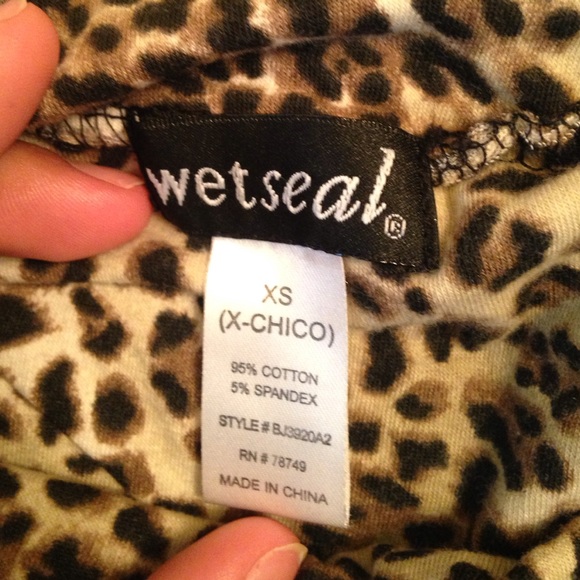 wetseal®
XS
(X-CHICO)
95% COTTON
5% SPANDEX
STYLE# BJ3920A2
RN # 78749
MADE IN CHINA